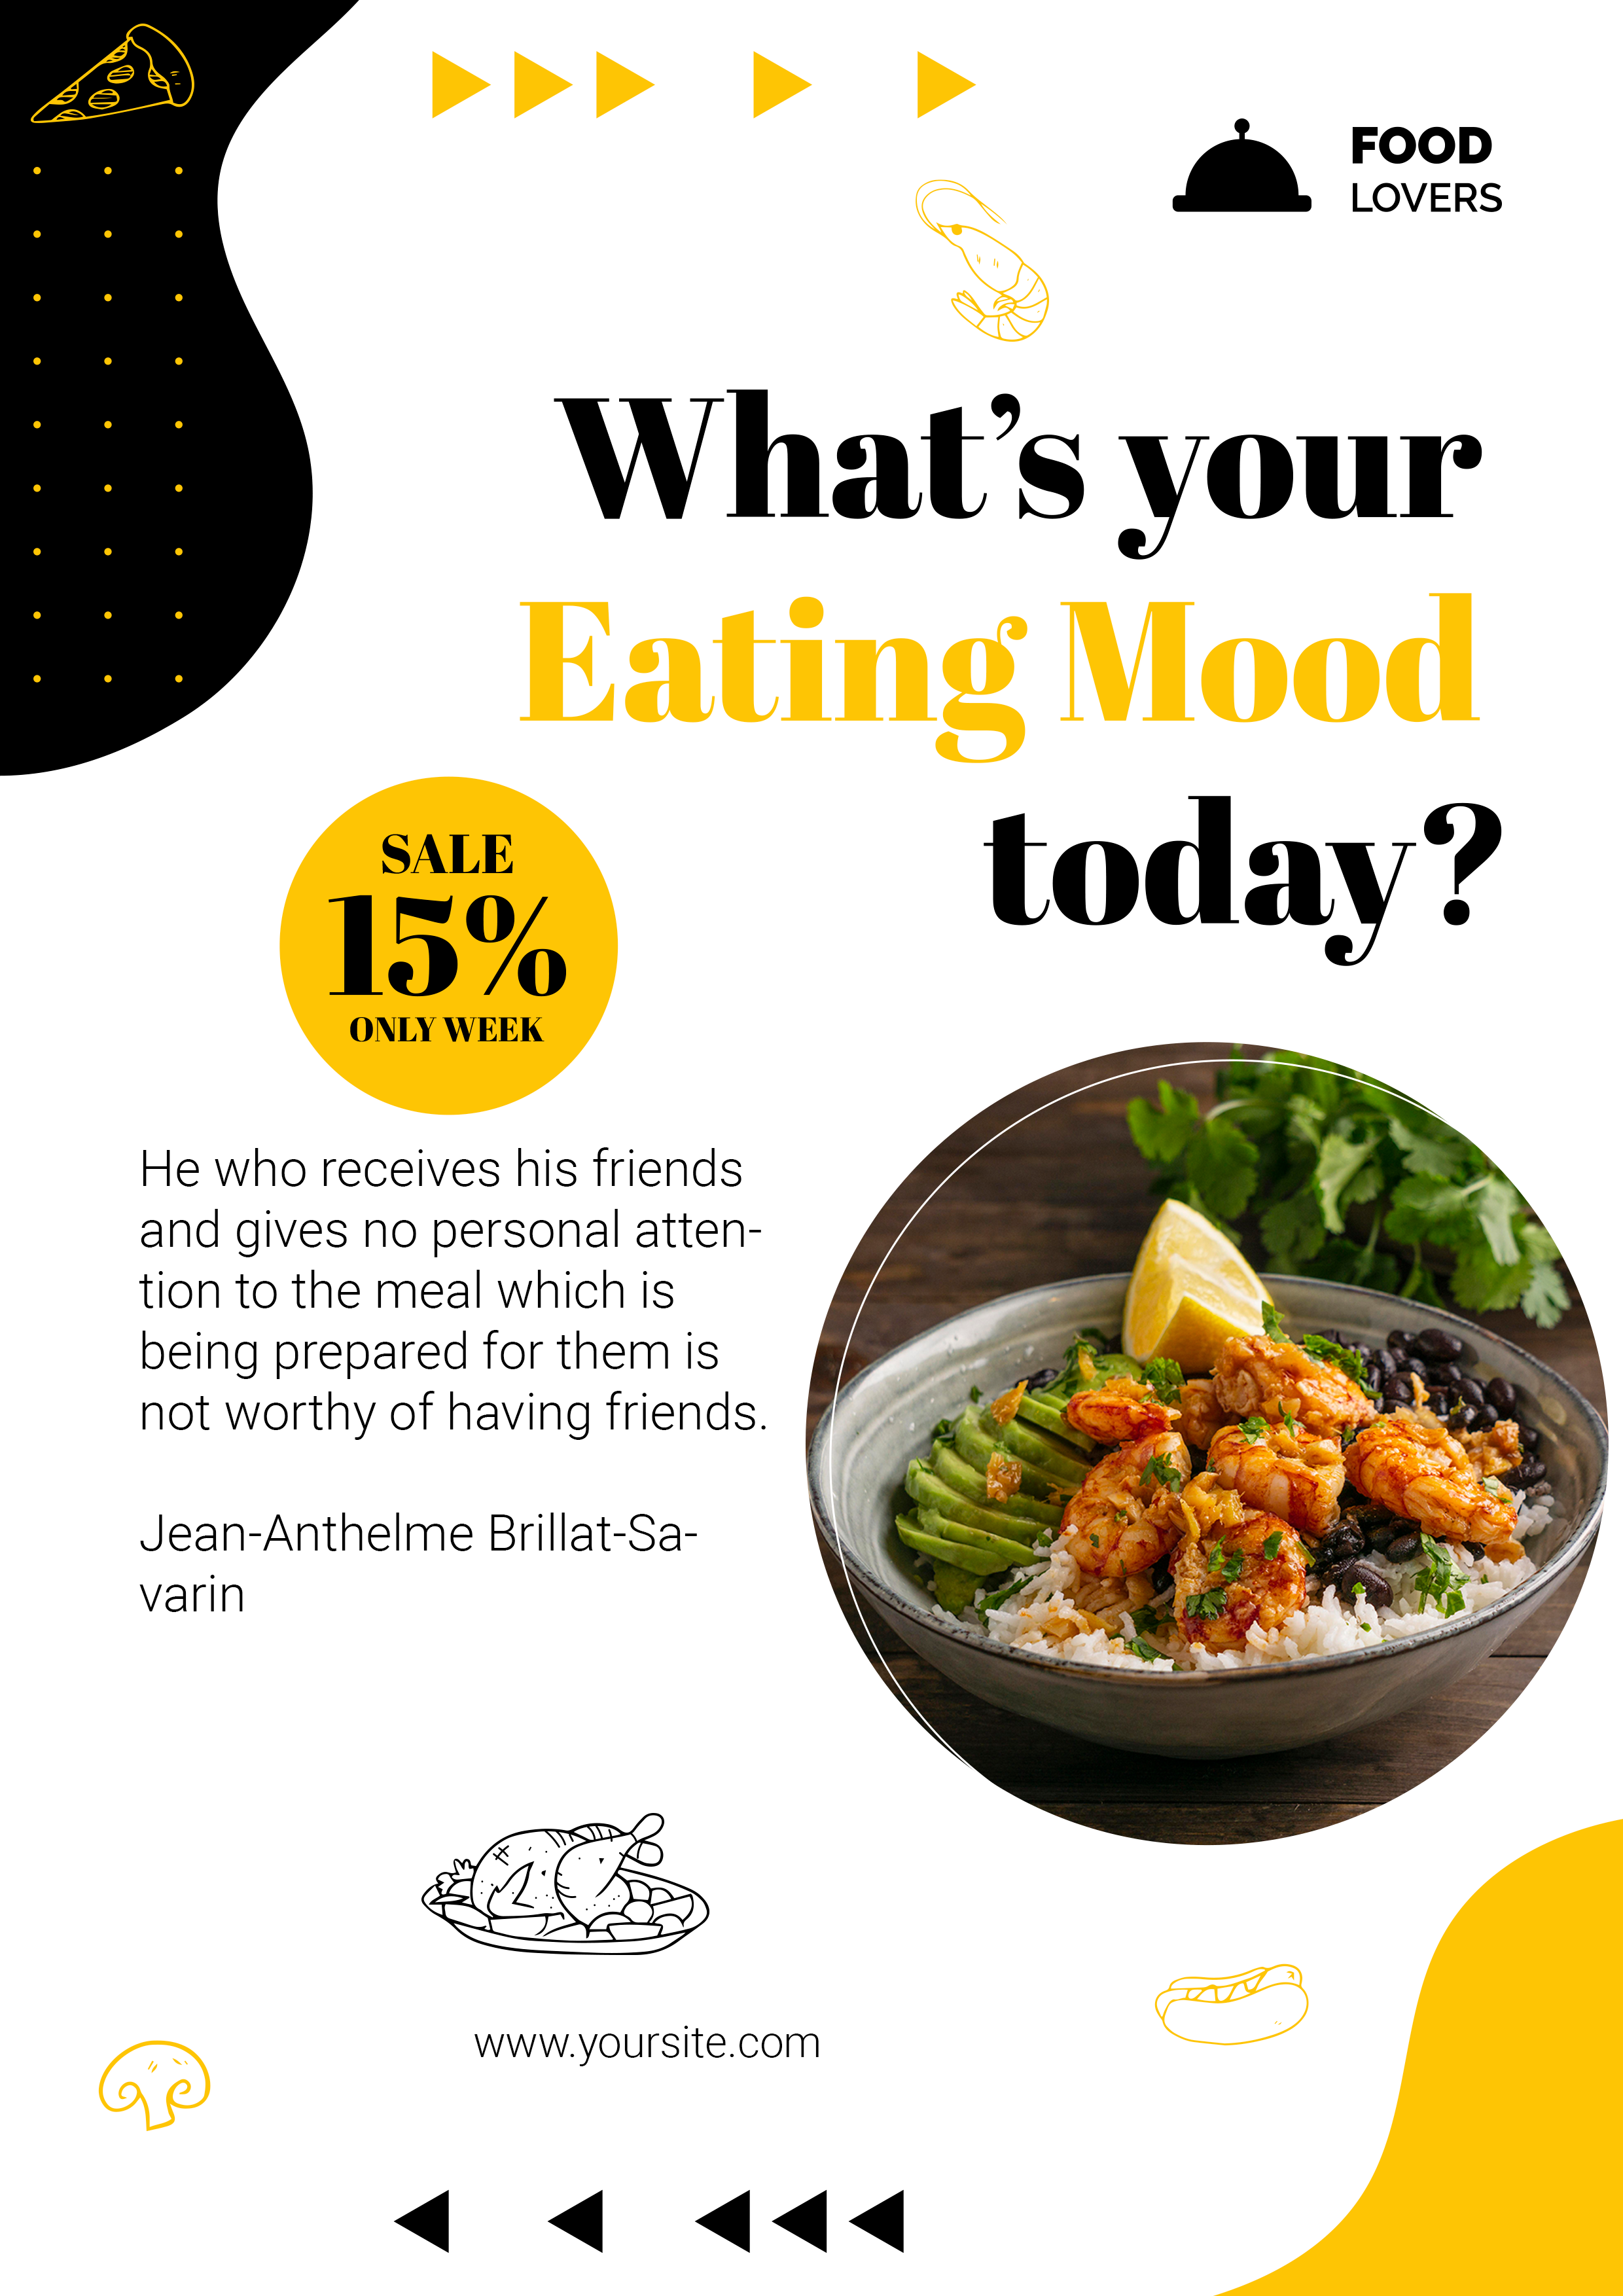 FOOD
LOVERS
What’s your
Eating Mood
today?
SALE
15%
ONLY WEEK
He who receives his friends
and gives no personal atten-
tion to the meal which is
being prepared for them is
not worthy of having friends.
Jean-Anthelme Brillat-Sa-
varin
www.yoursite.com